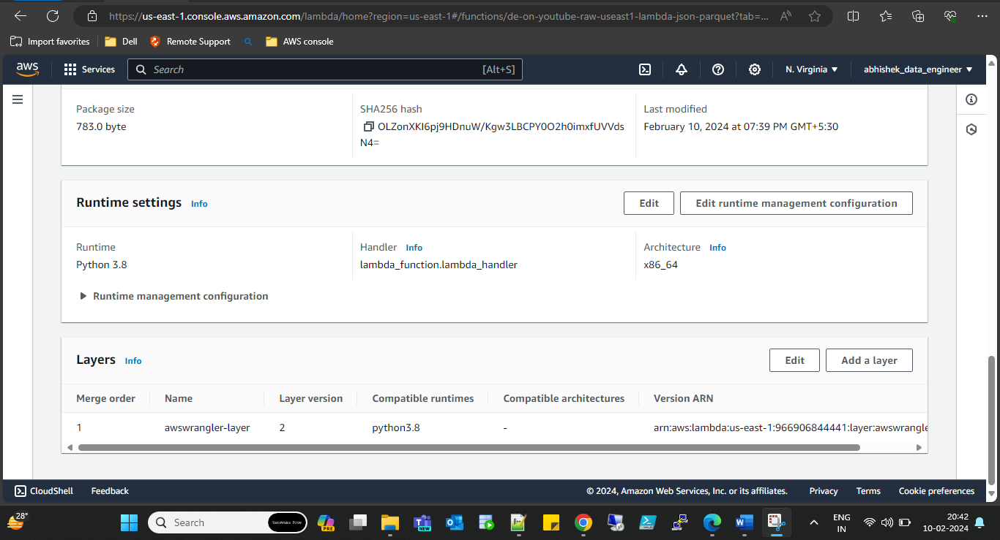 https://us-east-1.console.aws.amazon.com/lambda/home?region=us-east-1#/functions/de-on-youtube-raw-useast1-lambda-json-parquet?tab=...
Import favorites
Dell
Remote Support
AWS console
aws
Services
Search
[Alt+S]
N. Virginia
abhishek_data_engineer
Package size
783.0 byte
SHA256 hash
OLZonXKI6pj9HDnuW/Kgw3LBCPY0O2h0imxfUVVds
N4=
Last modified
February 10, 2024 at 07:39 PM GMT+5:30
Runtime settings Info
Edit
Edit runtime management configuration
Runtime
Python 3.8
Handler Info
lambda_function.lambda_handler
Architecture Info
x86_64
Runtime management configuration
Layers Info
Edit
Add a layer
Merge order Name Layer version Compatible runtimes Compatible architectures Version ARN
1 awswrangler-layer 2 python3.8 - arn:aws:lambda:us-east-1:966906844441:layer:awswrangle
CloudShell
Feedback
© 2024, Amazon Web Services, Inc. or its affiliates.
Privacy
Terms
Cookie preferences
28°
Search
PRE
NEW
ENG
IN
20:42
10-02-2024